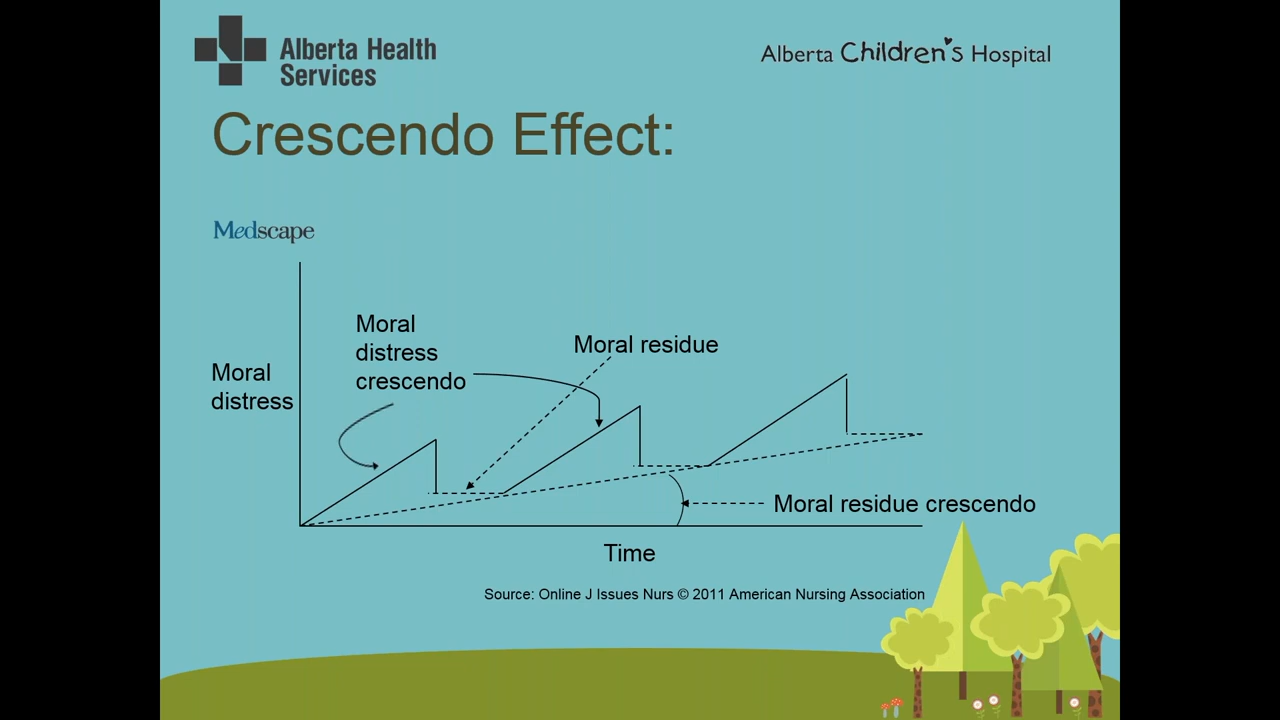 Alberta Health
Services
Alberta Children's Hospital
Crescendo Effect:
Medscape
Moral
distress
crescendo
Moral residue
Moral
distress
Moral residue crescendo
Time
Source: Online J Issues Nurs © 2011 American Nursing Association